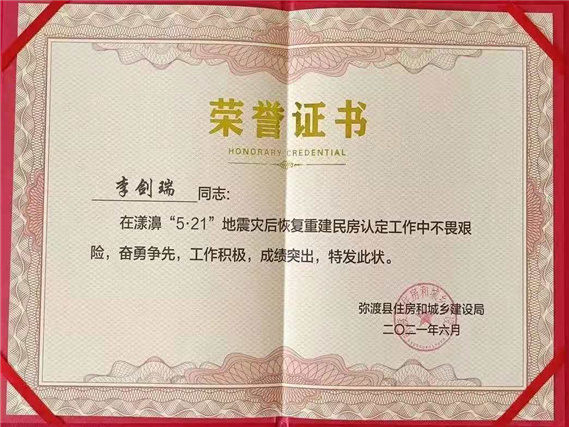 荣誉证书
HONORARY CREDENTIAL
李剑瑞 同志：
在漾濞“5·21”地震灾后恢复重建民房认定工作中不畏艰
险，奋勇争先，工作积极，成绩突出，特发此状。
弥渡县住房和城乡建设局
二〇二一年六月